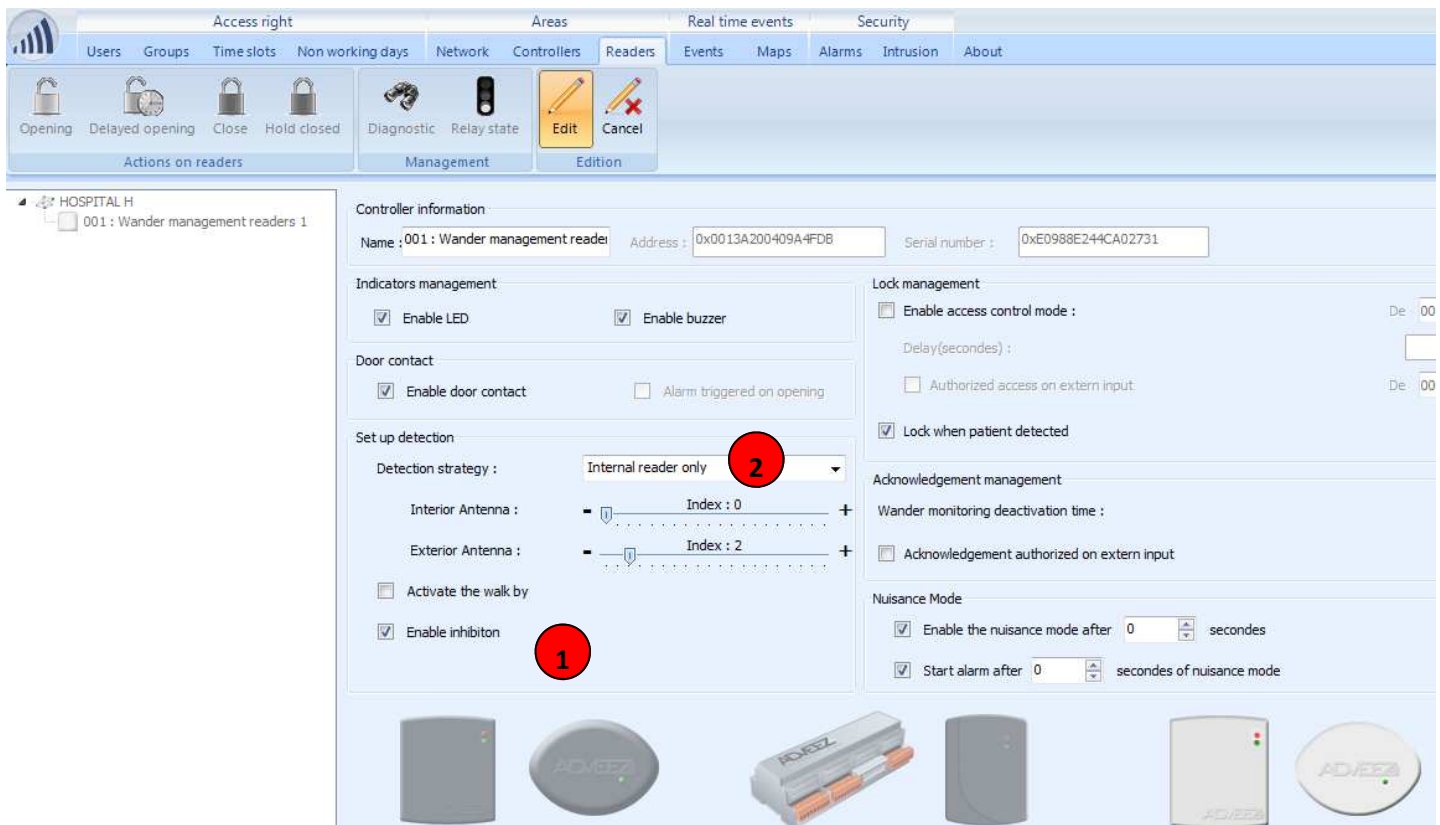 Access right Areas Real time events Security
Users Groups Time slots Non working days Network Controllers Readers Events Maps Alarms Intrusion About
Opening Delayed opening Close Hold closed Diagnostic Relay state Edit Cancel
Actions on readers Management Edition
HOSPITAL H
001 : Wander management readers 1
Controller information
Name : 001 : Wander management reader Address : 0x0013A200409A4FDB Serial number : 0xE0988E244CA02731
Indicators management
Enable LED Enable buzzer
Door contact
Enable door contact Alarm triggered on opening
Set up detection
Detection strategy : Internal reader only 2
Interior Antenna : - Index : 0 +
Exterior Antenna : - Index : 2 +
Activate the walk by
Enable inhibiton
1
Lock management
Enable access control mode : De 00
Delay(secondes) :
Authorized access on extern input De 00
Lock when patient detected
Acknowledgement management
Wander monitoring deactivation time :
Acknowledgement authorized on extern input
Nuisance Mode
Enable the nuisance mode after 0 secondes
Start alarm after 0 secondes of nuisance mode
ADVEEZ ADVEEZ ADVEEZ ADVEEZ